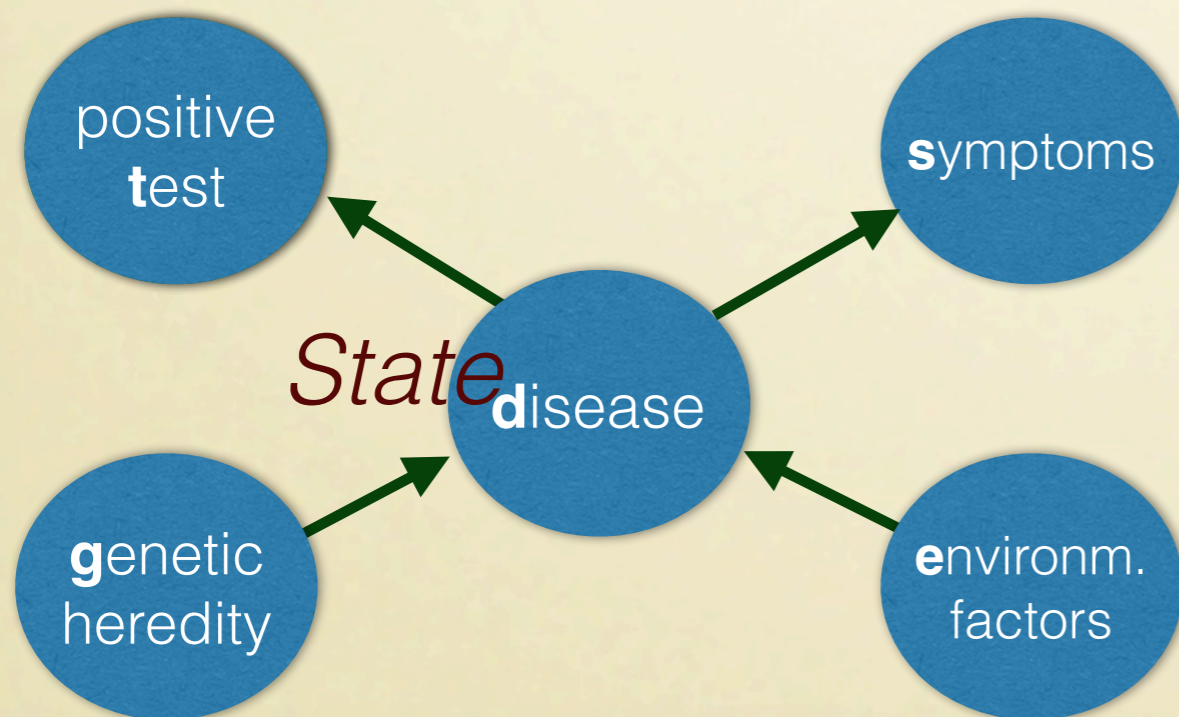 positive
test
symptoms
State
disease
genetic
heredity
environm.
factors